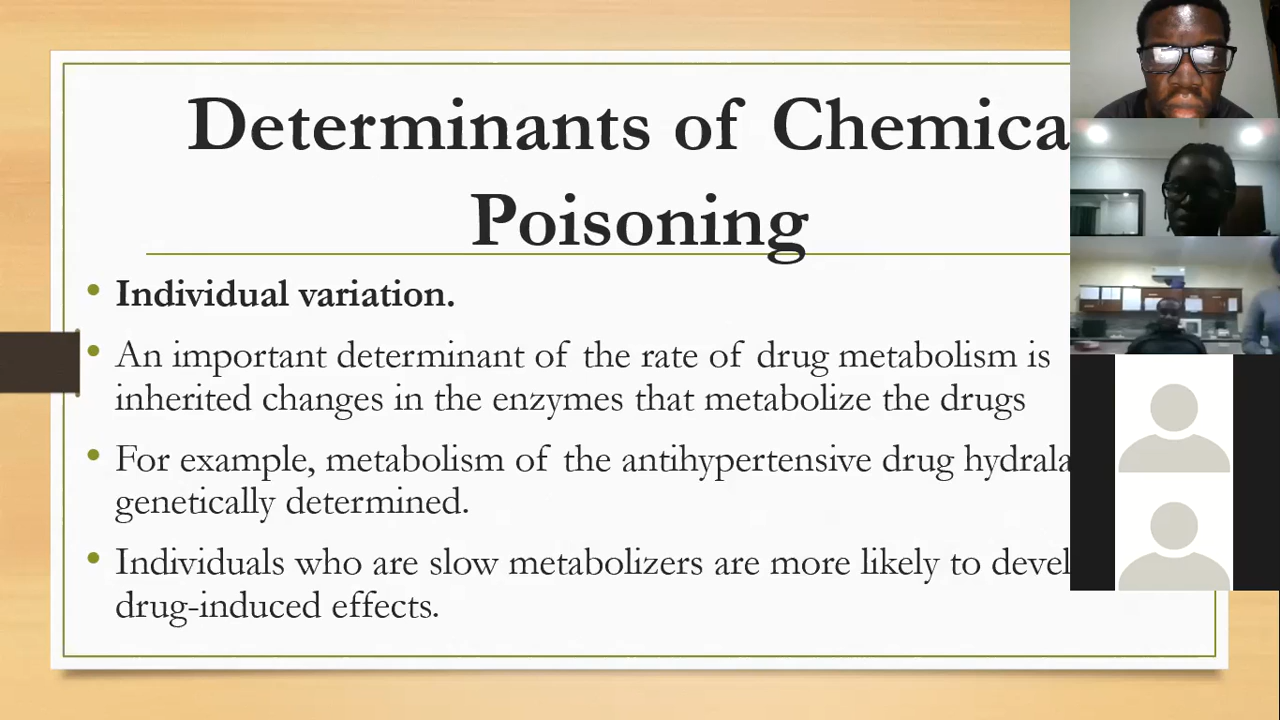 Determinants of Chemica
Poisoning
Individual variation.
An important determinant of the rate of drug metabolism is
inherited changes in the enzymes that metabolize the drugs
For example, metabolism of the antihypertensive drug hydrala
genetically determined.
Individuals who are slow metabolizers are more likely to devel
drug-induced effects.